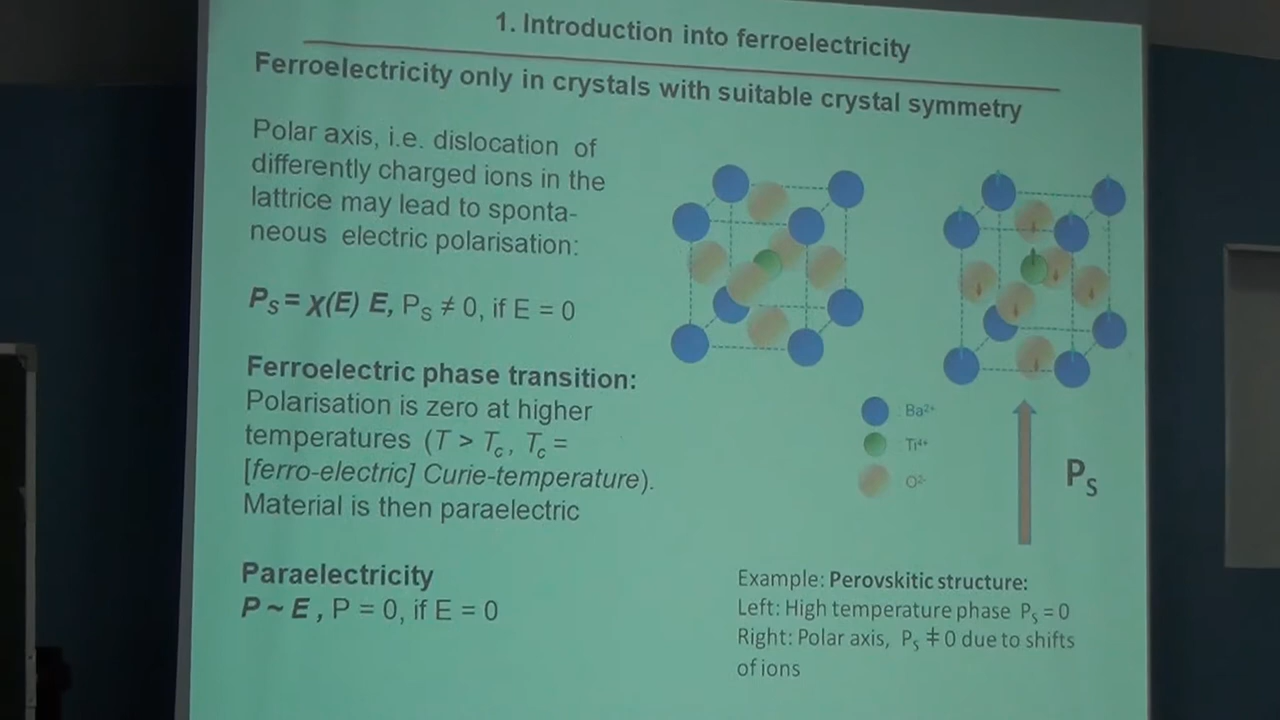 1. Introduction into ferroelectricity
Ferroelectricity only in crystals with suitable crystal symmetry
Polar axis, i.e. dislocation of
differently charged ions in the
lattrice may lead to sponta-
neous electric polarisation:
P_S = χ(E) E, P_S ≠ 0, if E = 0
Ferroelectric phase transition:
Polarisation is zero at higher
temperatures (T > T_c, T_c =
[ferro-electric] Curie-temperature).
Material is then paraelectric
Paraelectricity
P ~ E, P = 0, if E = 0
: Ba²⁺
: Ti⁴⁺
: O²⁻
P_S
Example: Perovskitic structure:
Left: High temperature phase P_S = 0
Right: Polar axis, P_S ≠ 0 due to shifts
of ions